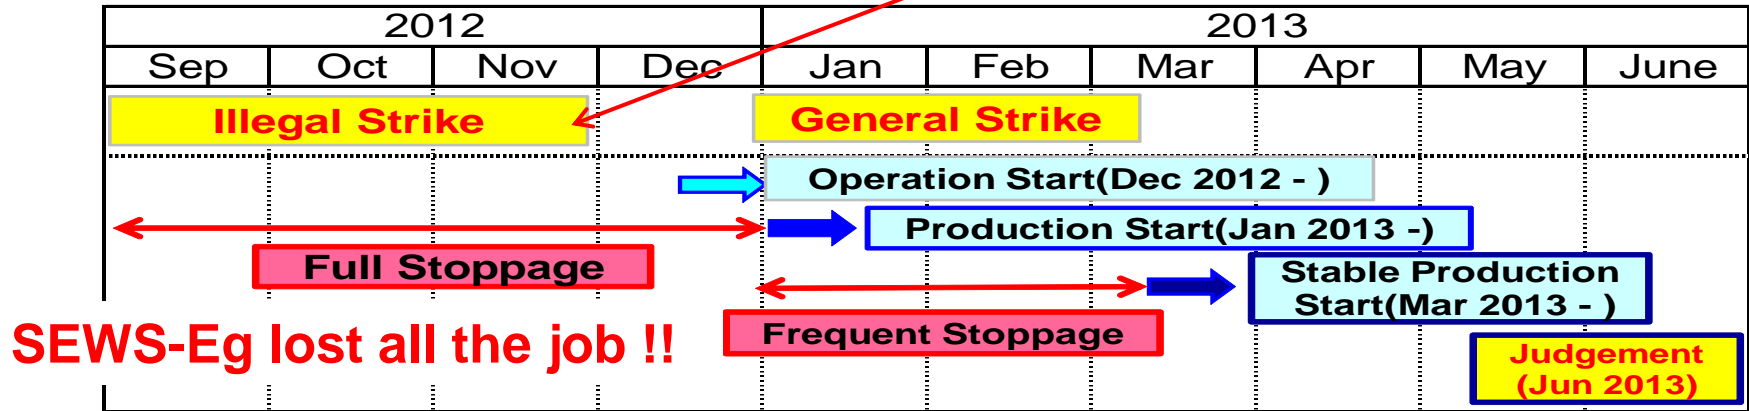 2012 2013
Sep Oct Nov Dec Jan Feb Mar Apr May June
Illegal Strike General Strike
Operation Start(Dec 2012 - )
Production Start(Jan 2013 -)
Full Stoppage
Stable Production
Start(Mar 2013 - )
Frequent Stoppage
SEWS-Eg lost all the job !!
Judgement
(Jun 2013)